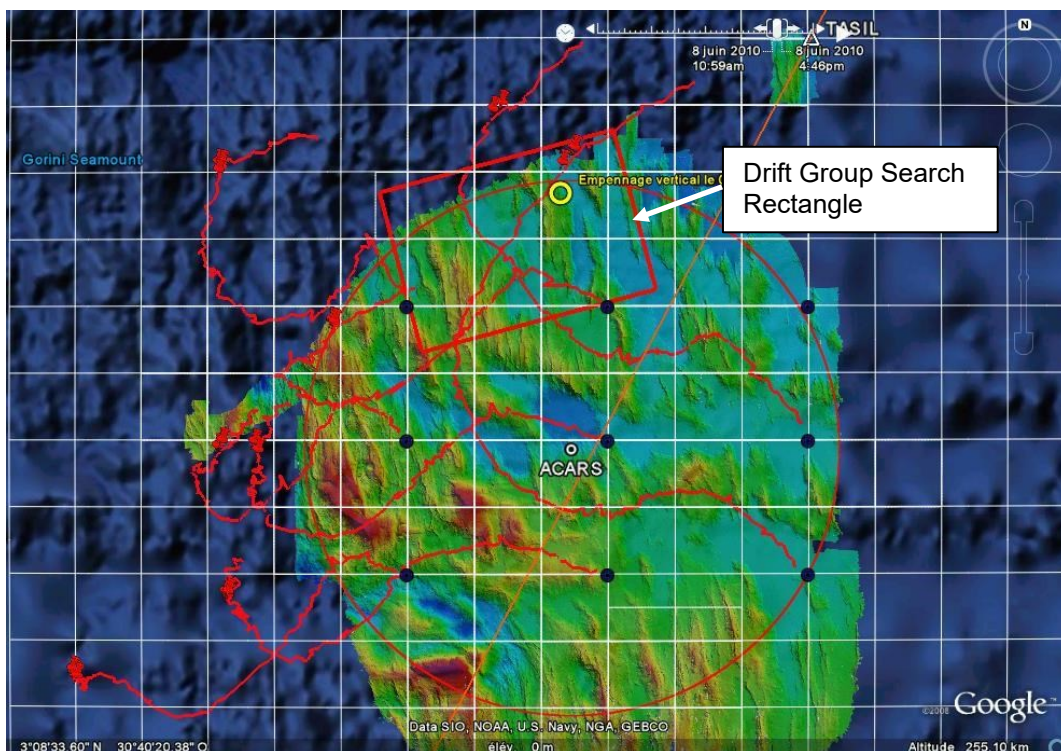 TASIL
8 juin 2010 8 juin 2010
10:59am 4:46pm
N
Gorini Seamount
Empennage vertical le
Drift Group Search
Rectangle
ACARS
Data SIO, NOAA, U.S. Navy, NGA, GEBCO
©2008 Google
3°08'33.60" N 30°40'20.38" O élév 0 m Altitude 255.10 km